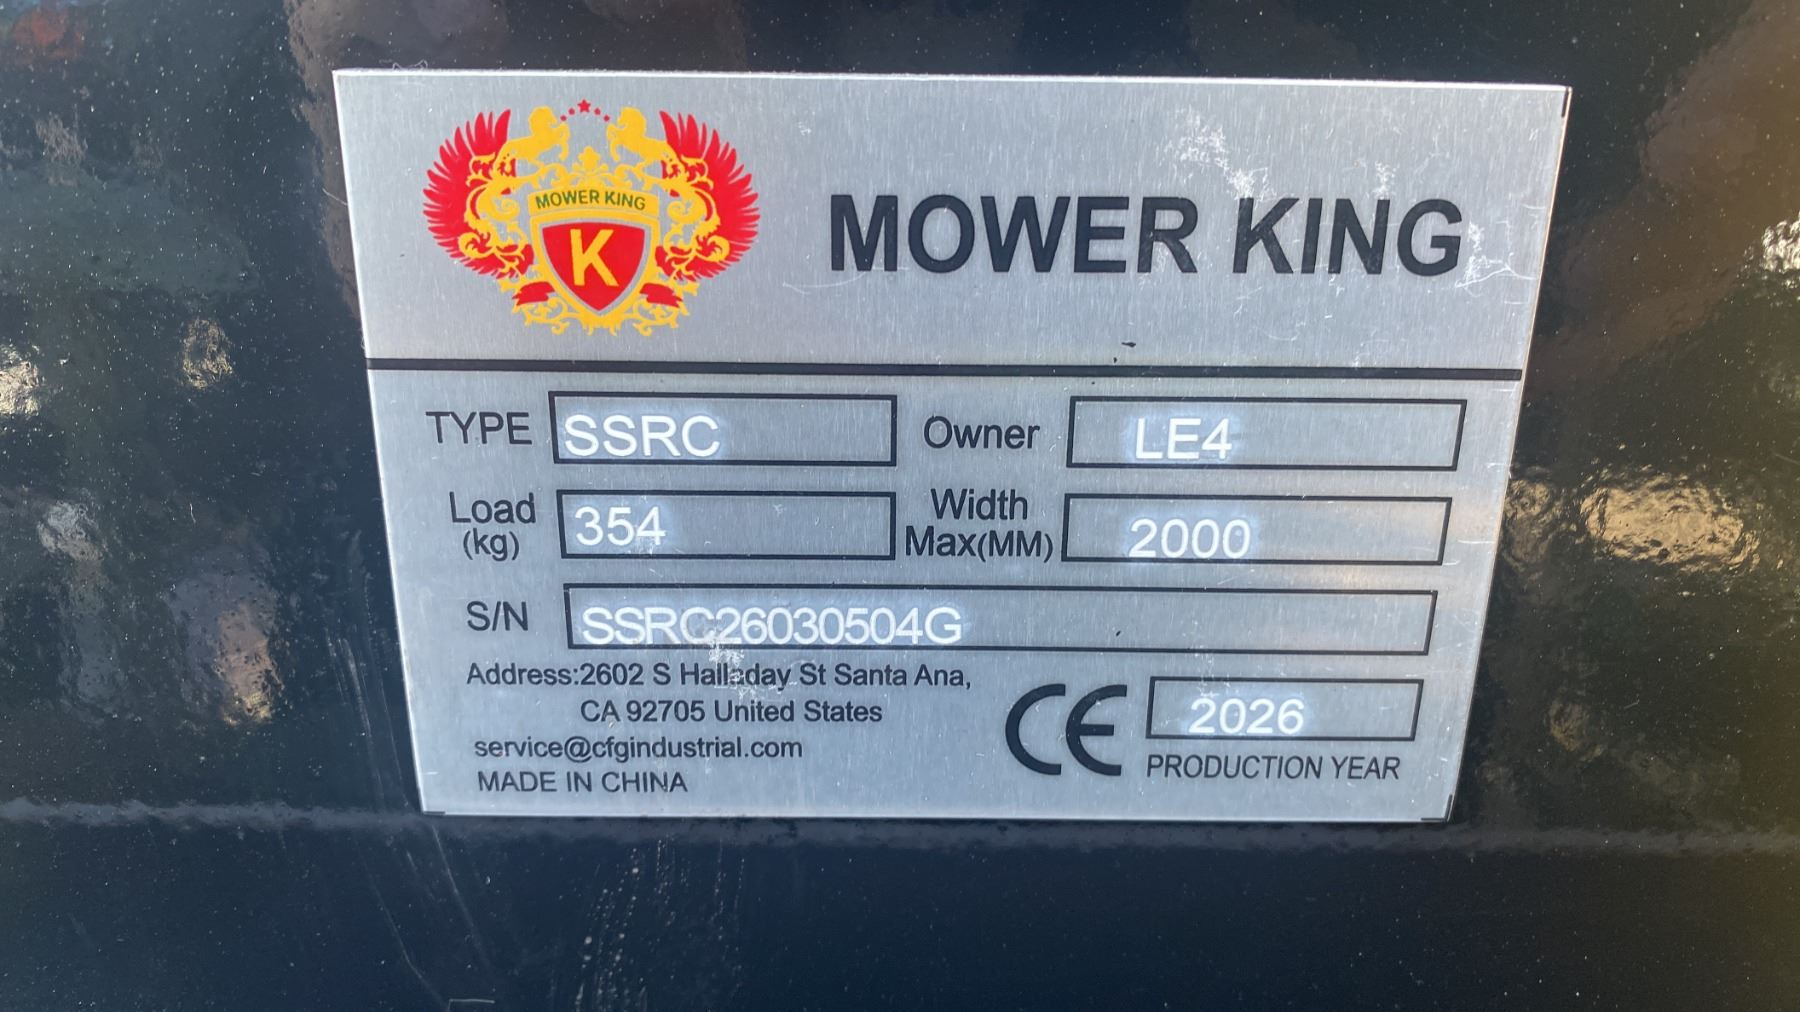 MOWER KING
K
MOWER KING
TYPE SSRC Owner LE4
Load (kg) 354 Width Max(MM) 2000
S/N SSRC26030504G
Address:2602 S Halladay St Santa Ana,
CA 92705 United States
service@cfgindustrial.com
MADE IN CHINA
CE 2026
PRODUCTION YEAR